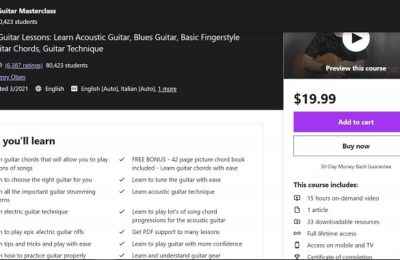 Guitar Masterclass
0,423 students
Guitar Lessons: Learn Acoustic Guitar, Blues Guitar, Basic Fingerstyle
itar Chords, Guitar Technique
(6,387 ratings) 80,423 students
enry Olsen
ted 3/2021 English English [Auto], Italian [Auto], 1 more
you'll learn
n guitar chords that will allow you to play
ions of songs
n to choose the right guitar for you
n all the important guitar strumming
rns
n electric guitar technique
n to play epic electric guitar riffs
n tips and tricks and play with ease
n how to practice guitar properly
FREE BONUS - 42 page picture chord book
included - Learn guitar chords with ease
Learn to tune the guitar with ease
Learn acoustic guitar technique
Learn to play lot's of song chord
progressions for the acoustic guitar
Get PDF support to many lessons
Learn to play guitar with more confidence
Learn and understand guitar gear
Preview this course
$19.99
Add to cart
Buy now
30-Day Money-Back Guarantee
This course includes:
15 hours on-demand video
1 article
33 downloadable resources
Full lifetime access
Access on mobile and TV
Certificate of completion